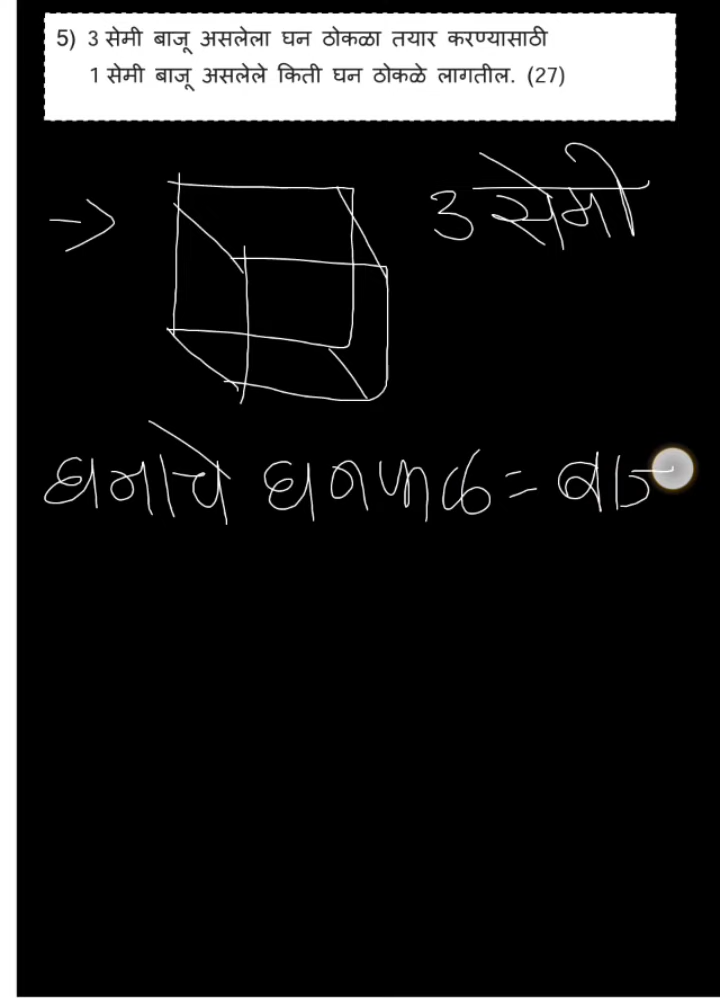 5) 3 सेमी बाजू असलेला घन ठोकळा तयार करण्यासाठी
1 सेमी बाजू असलेले किती घन ठोकळे लागतील. (27)
→ 3 सेमी
घनाचे घनफळ = बाज